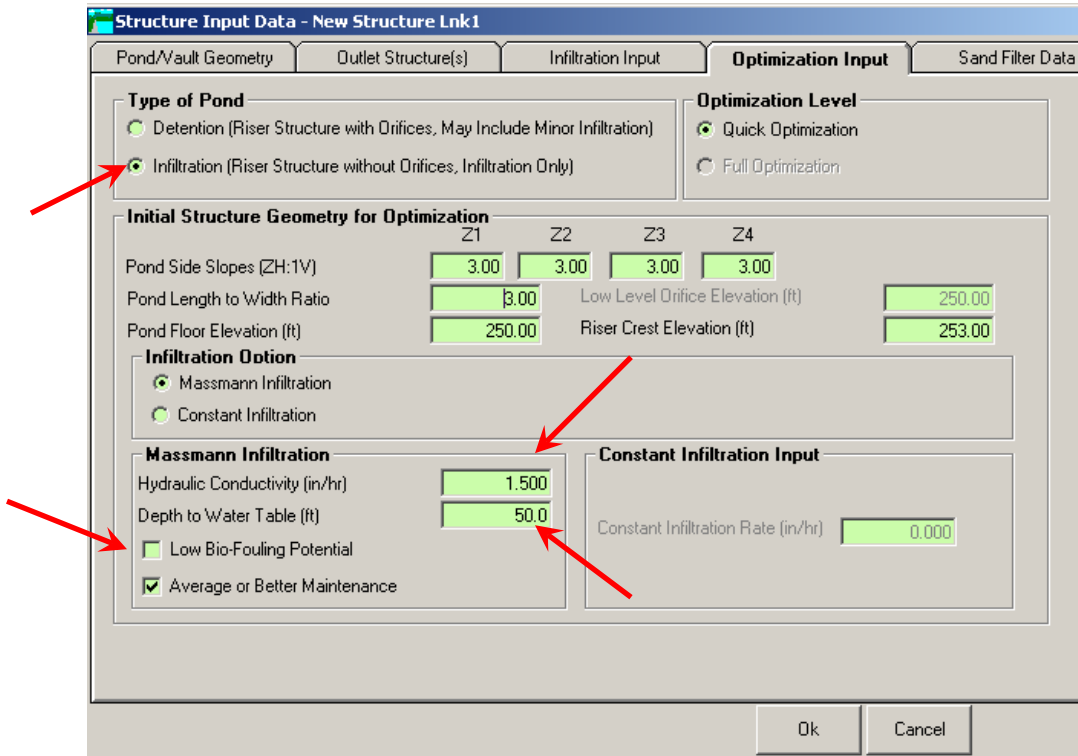 Structure Input Data - New Structure Lnk1
Pond/Vault Geometry Outlet Structure(s) Infiltration Input Optimization Input Sand Filter Data
Type of Pond
Detention (Riser Structure with Orifices, May Include Minor Infiltration)
Infiltration (Riser Structure without Orifices, Infiltration Only)
Optimization Level
Quick Optimization
Full Optimization
Initial Structure Geometry for Optimization
Z1 Z2 Z3 Z4
Pond Side Slopes (ZH:1V) 3.00 3.00 3.00 3.00
Pond Length to Width Ratio 3.00 Low Level Orifice Elevation (ft) 250.00
Pond Floor Elevation (ft) 250.00 Riser Crest Elevation (ft) 253.00
Infiltration Option
Massmann Infiltration
Constant Infiltration
Massmann Infiltration
Hydraulic Conductivity (in/hr) 1.500
Depth to Water Table (ft) 50.0
Low Bio-Fouling Potential
Average or Better Maintenance
Constant Infiltration Input
Constant Infiltration Rate (in/hr) 0.000
Ok Cancel